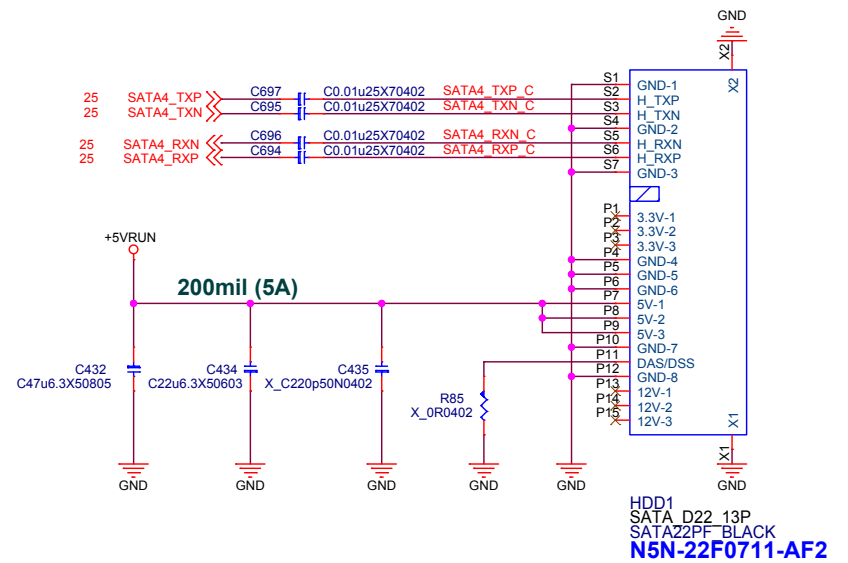 GND
X2
S1 GND-1 X2
25 SATA4_TXP C697 C0.01u25X70402 SATA4_TXP_C S2 H_TXP
25 SATA4_TXN C695 C0.01u25X70402 SATA4_TXN_C S3 H_TXN
S4 GND-2
25 SATA4_RXN C696 C0.01u25X70402 SATA4_RXN_C S5 H_RXN
25 SATA4_RXP C694 C0.01u25X70402 SATA4_RXP_C S6 H_RXP
S7 GND-3
P1 3.3V-1
P2 3.3V-2
+5VRUN P3 3.3V-3
P4 GND-4
P5 GND-5
P6 GND-6
200mil (5A) P7 5V-1
P8 5V-2
P9 5V-3
P10 GND-7
P11 DAS/DSS
P12 GND-8
P13 12V-1
P14 12V-2
P15 12V-3 X1
C432
C47u6.3X50805
C434
C22u6.3X50603
C435
X_C220p50N0402
R85
X_0R0402
X1
GND GND GND GND GND GND
HDD1
SATA_D22_13P
SATA22PF_BLACK
N5N-22F0711-AF2